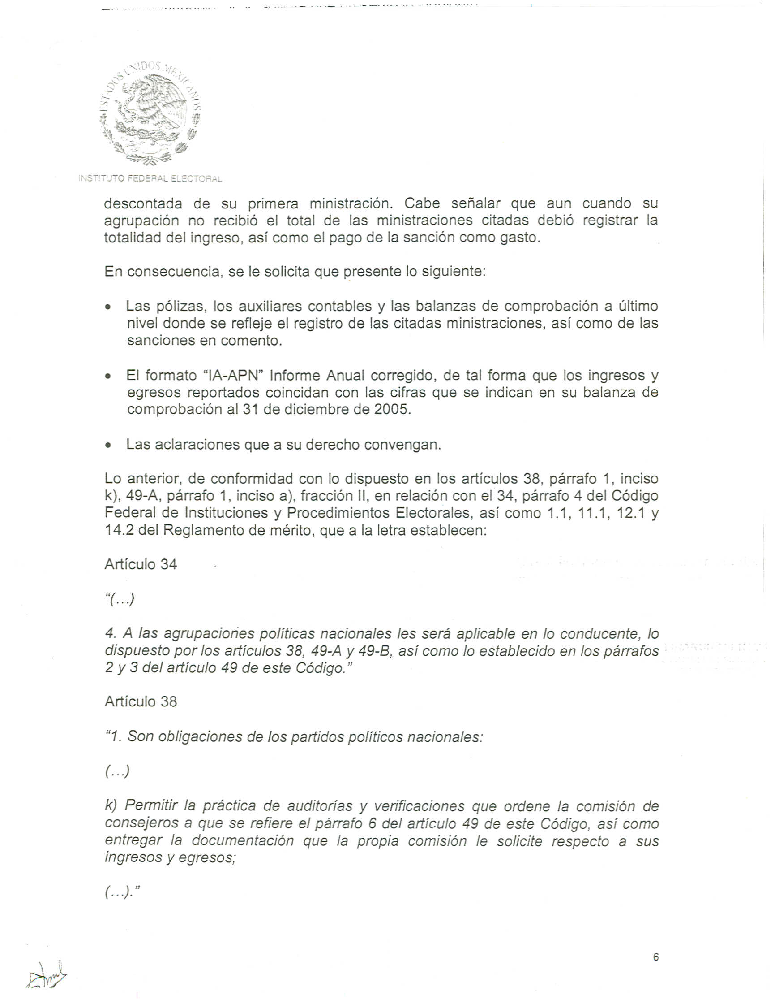 ESTADOS UNIDOS MEXICANOS
INSTITUTO FEDERAL ELECTORAL
descontada de su primera ministración. Cabe señalar que aun cuando su
agrupación no recibió el total de las ministraciones citadas debió registrar la
totalidad del ingreso, así como el pago de la sanción como gasto.
En consecuencia, se le solicita que presente lo siguiente:
• Las pólizas, los auxiliares contables y las balanzas de comprobación a último
nivel donde se refleje el registro de las citadas ministraciones, así como de las
sanciones en comento.
• El formato “IA-APN” Informe Anual corregido, de tal forma que los ingresos y
egresos reportados coincidan con las cifras que se indican en su balanza de
comprobación al 31 de diciembre de 2005.
• Las aclaraciones que a su derecho convengan.
Lo anterior, de conformidad con lo dispuesto en los artículos 38, párrafo 1, inciso
k), 49-A, párrafo 1, inciso a), fracción II, en relación con el 34, párrafo 4 del Código
Federal de Instituciones y Procedimientos Electorales, así como 1.1, 11.1, 12.1 y
14.2 del Reglamento de mérito, que a la letra establecen:
Artículo 34
“(...)
4. A las agrupaciones políticas nacionales les será aplicable en lo conducente, lo
dispuesto por los artículos 38, 49-A y 49-B, así como lo establecido en los párrafos
2 y 3 del artículo 49 de este Código.”
Artículo 38
“1. Son obligaciones de los partidos políticos nacionales:
(...)
k) Permitir la práctica de auditorías y verificaciones que ordene la comisión de
consejeros a que se refiere el párrafo 6 del artículo 49 de este Código, así como
entregar la documentación que la propia comisión le solicite respecto a sus
ingresos y egresos;
(...).”
6